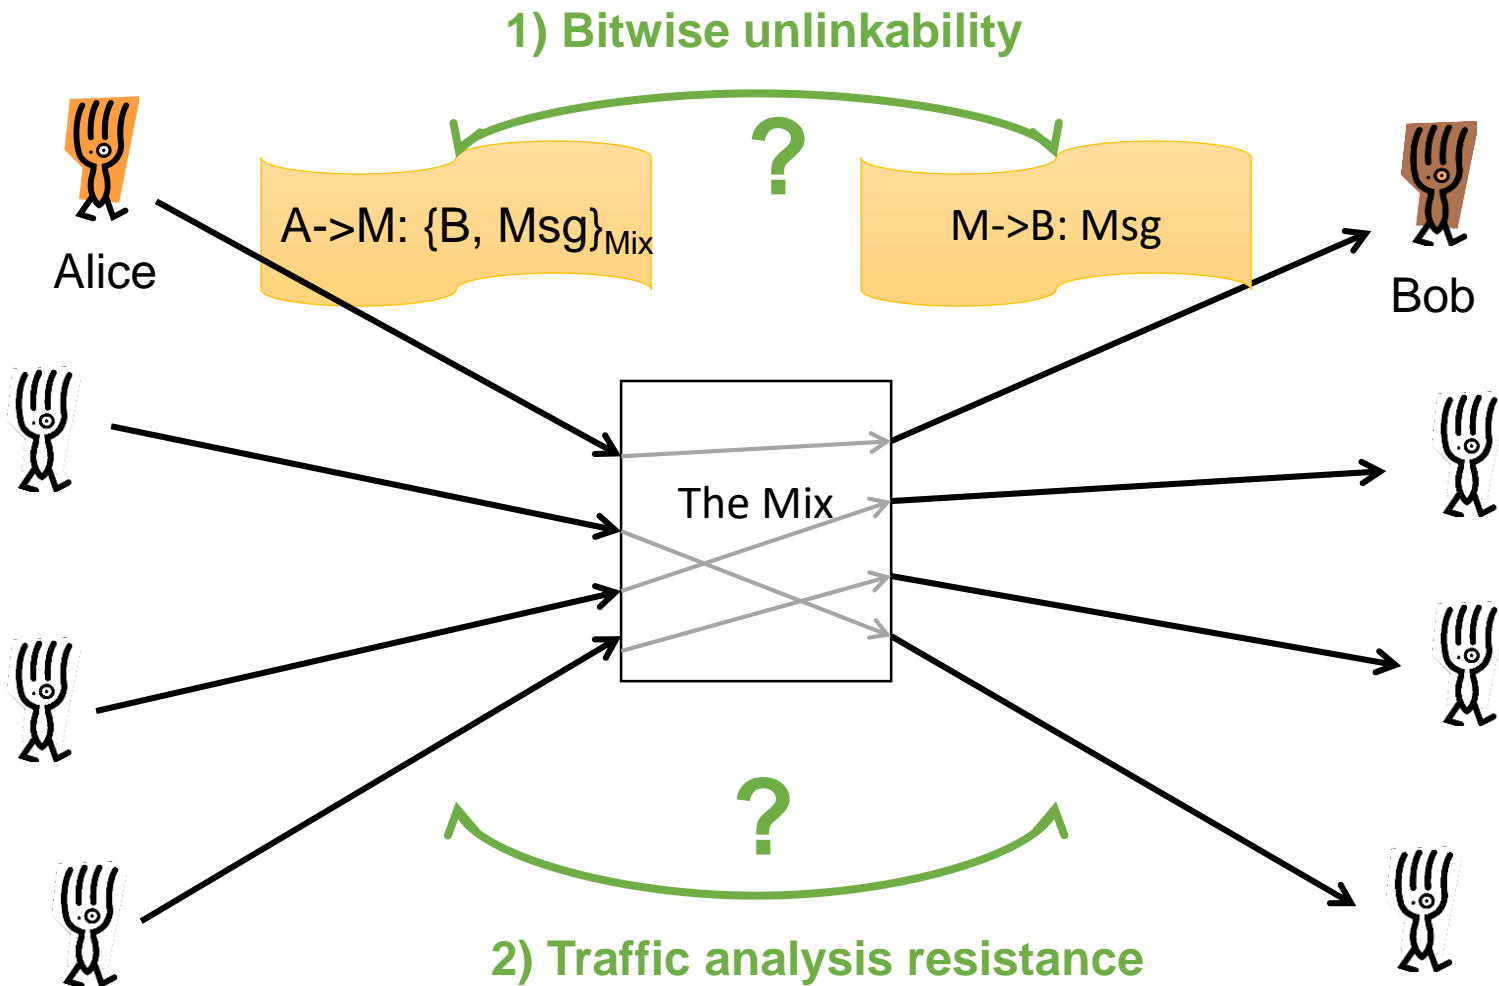 1) Bitwise unlinkability
?
A->M: {B, Msg}Mix
M->B: Msg
Alice
Bob
The Mix
?
2) Traffic analysis resistance